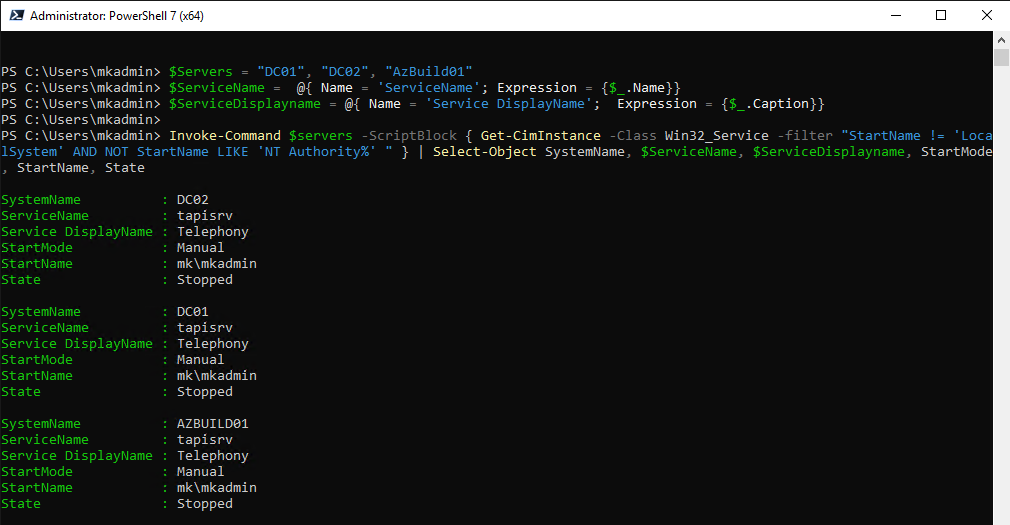 Administrator: PowerShell 7 (x64)
PS C:\Users\mkadmin> $Servers = "DC01", "DC02", "AzBuild01"
PS C:\Users\mkadmin> $ServiceName =  @{ Name = 'ServiceName'; Expression = {$_.Name}}
PS C:\Users\mkadmin> $ServiceDisplayname = @{ Name = 'Service DisplayName';  Expression = {$_.Caption}}
PS C:\Users\mkadmin>
PS C:\Users\mkadmin> Invoke-Command $servers -ScriptBlock { Get-CimInstance -Class Win32_Service -filter "StartName != 'Loca
lSystem' AND NOT StartName LIKE 'NT Authority%' " } | Select-Object SystemName, $ServiceName, $ServiceDisplayname, StartMode
, StartName, State
SystemName          : DC02
ServiceName         : tapisrv
Service DisplayName : Telephony
StartMode           : Manual
StartName           : mk\mkadmin
State               : Stopped
SystemName          : DC01
ServiceName         : tapisrv
Service DisplayName : Telephony
StartMode           : Manual
StartName           : mk\mkadmin
State               : Stopped
SystemName          : AZBUILD01
ServiceName         : tapisrv
Service DisplayName : Telephony
StartMode           : Manual
StartName           : mk\mkadmin
State               : Stopped